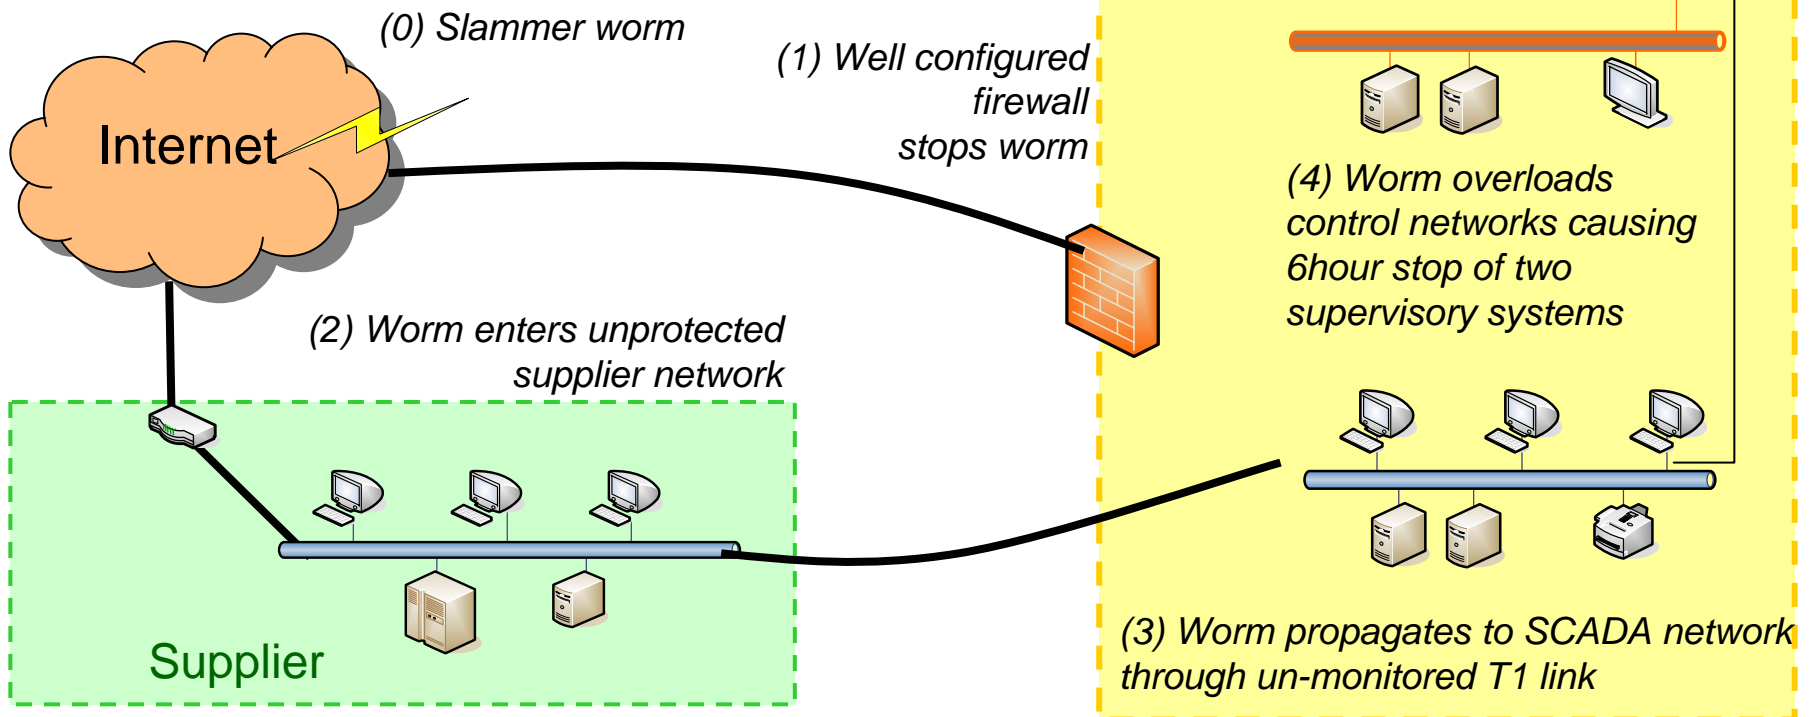 (0) Slammer worm
(1) Well configured
firewall
stops worm
Internet
(4) Worm overloads
control networks causing
6hour stop of two
supervisory systems
(2) Worm enters unprotected
supplier network
Supplier
(3) Worm propagates to SCADA network
through un-monitored T1 link